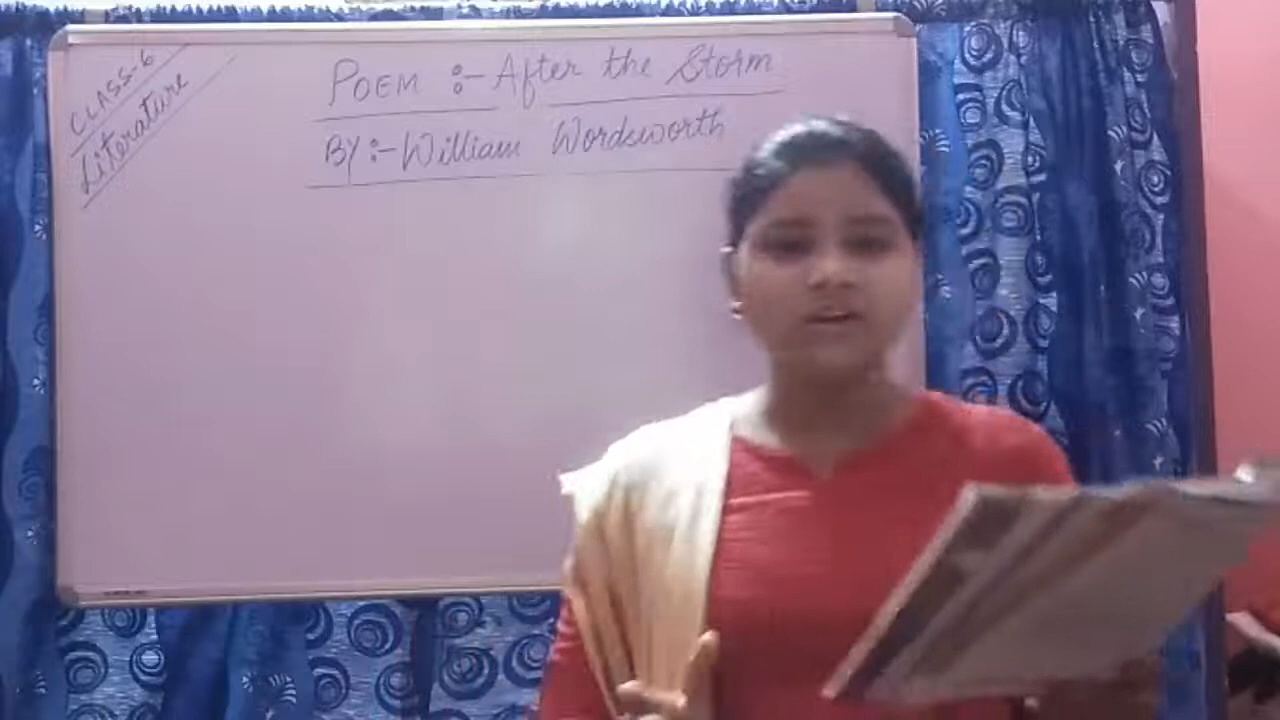 CLASS-6
Literature
POEM :- After the Storm
BY :- William Wordsworth